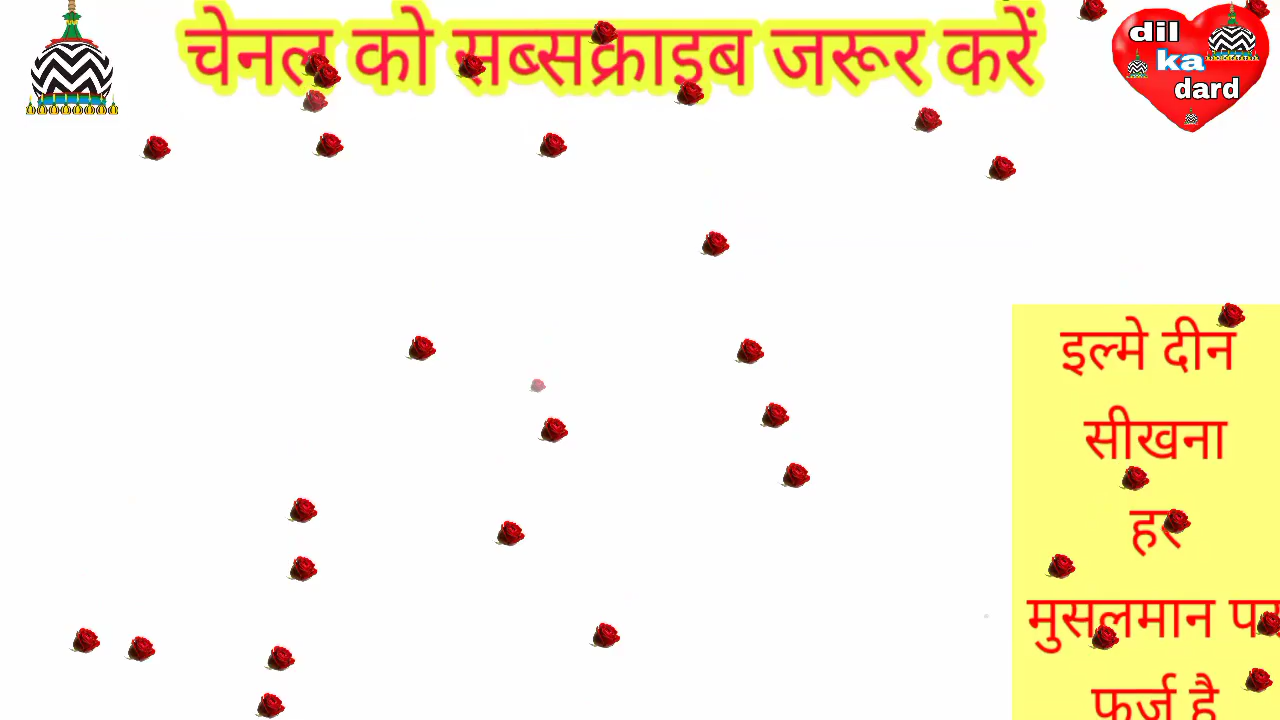 चेनल को सब्सक्राइब जरूर करें
dil
ka
dard
इल्मे दीन
सीखना
हर
मुसलमान पर
फर्ज है